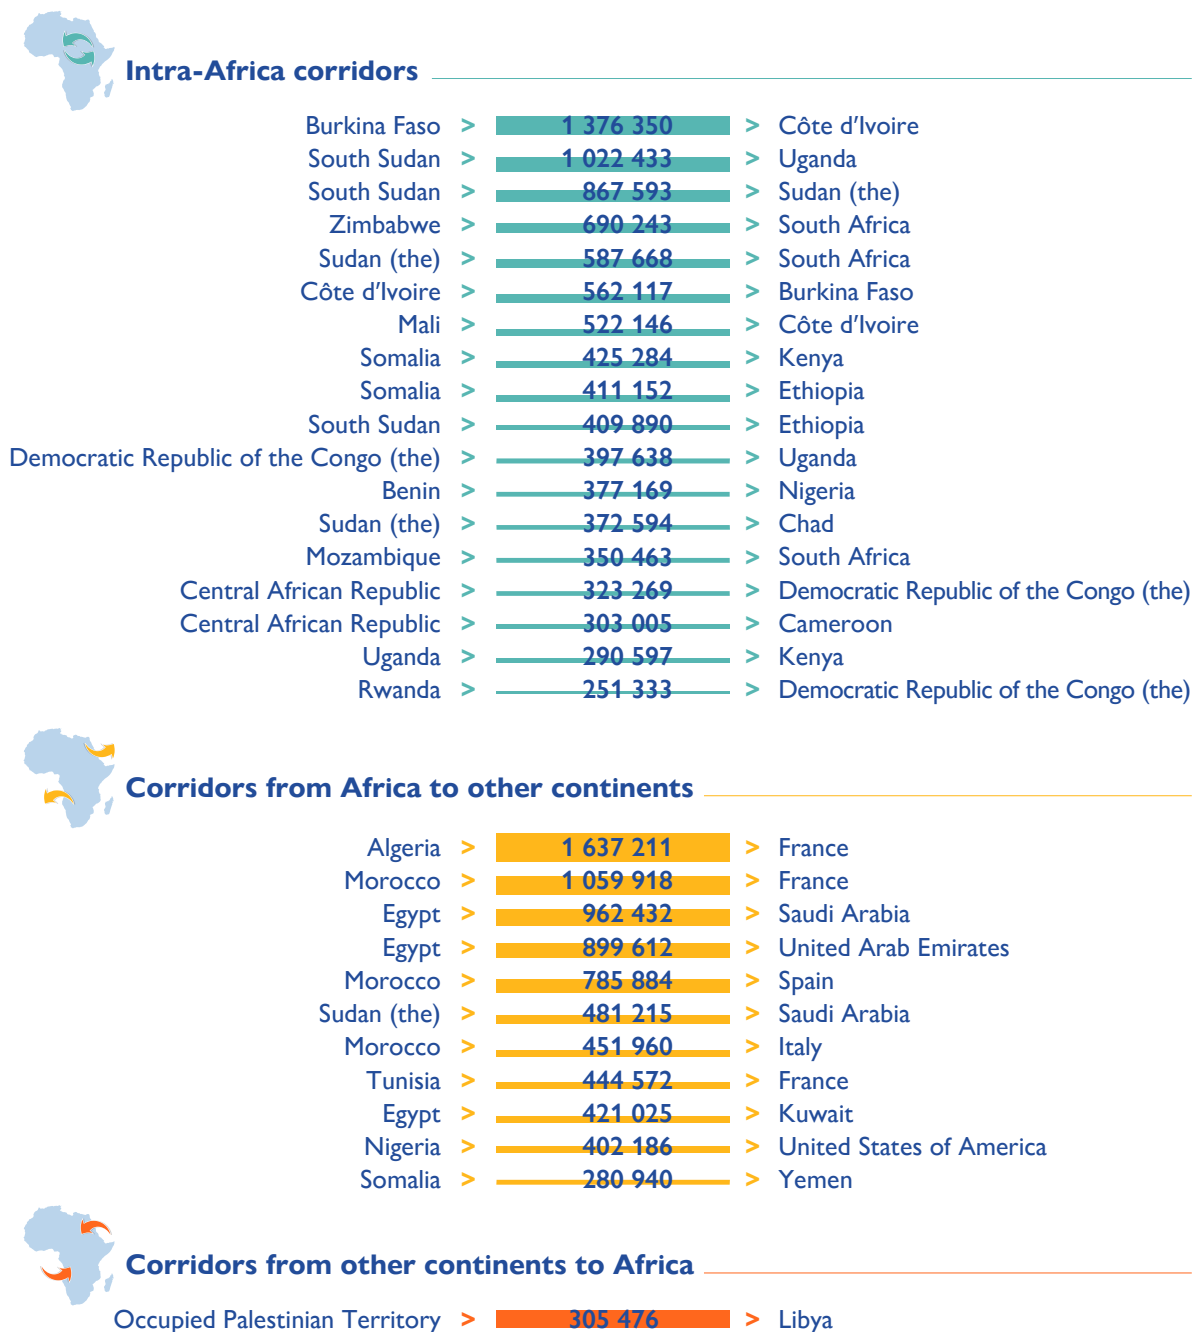 Intra-Africa corridors
Burkina Faso > 1 376 350 > Côte d'Ivoire
South Sudan > 1 022 433 > Uganda
South Sudan > 867 593 > Sudan (the)
Zimbabwe > 690 243 > South Africa
Sudan (the) > 587 668 > South Africa
Côte d'Ivoire > 562 117 > Burkina Faso
Mali > 522 146 > Côte d'Ivoire
Somalia > 425 284 > Kenya
Somalia > 411 152 > Ethiopia
South Sudan > 409 890 > Ethiopia
Democratic Republic of the Congo (the) > 397 638 > Uganda
Benin > 377 169 > Nigeria
Sudan (the) > 372 594 > Chad
Mozambique > 350 463 > South Africa
Central African Republic > 323 269 > Democratic Republic of the Congo (the)
Central African Republic > 303 005 > Cameroon
Uganda > 290 597 > Kenya
Rwanda > 251 333 > Democratic Republic of the Congo (the)
Corridors from Africa to other continents
Algeria > 1 637 211 > France
Morocco > 1 059 918 > France
Egypt > 962 432 > Saudi Arabia
Egypt > 899 612 > United Arab Emirates
Morocco > 785 884 > Spain
Sudan (the) > 481 215 > Saudi Arabia
Morocco > 451 960 > Italy
Tunisia > 444 572 > France
Egypt > 421 025 > Kuwait
Nigeria > 402 186 > United States of America
Somalia > 280 940 > Yemen
Corridors from other continents to Africa
Occupied Palestinian Territory > 305 476 > Libya